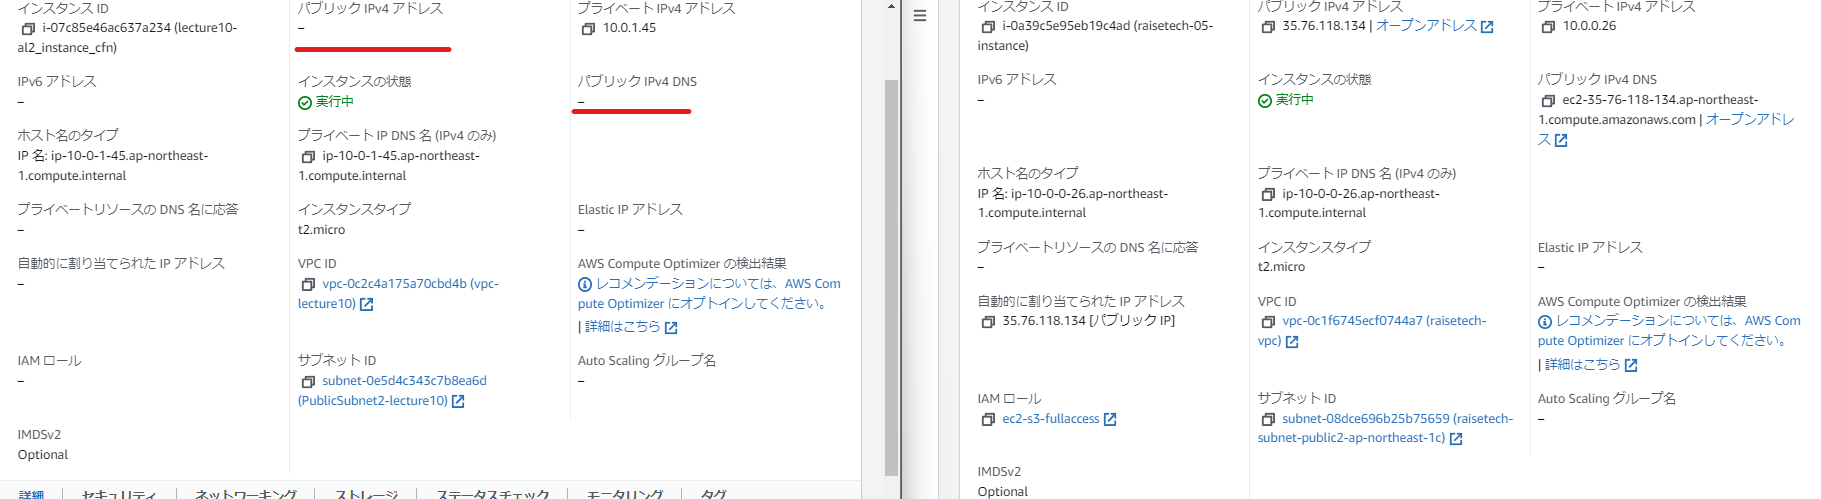 インスタンス ID
i-07c85e46ac637a234 (lecture10-
al2_instance_cfn)
パブリック IPv4 アドレス
–
プライベート IPv4 アドレス
10.0.1.45
IPv6 アドレス
–
インスタンスの状態
実行中
パブリック IPv4 DNS
–
ホスト名のタイプ
IP 名: ip-10-0-1-45.ap-northeast-
1.compute.internal
プライベート IP DNS 名 (IPv4 のみ)
ip-10-0-1-45.ap-northeast-
1.compute.internal
プライベートリソースの DNS 名に応答
–
インスタンスタイプ
t2.micro
Elastic IP アドレス
–
自動的に割り当てられた IP アドレス
–
VPC ID
vpc-0c2c4a175a70cbd4b (vpc-
lecture10)
AWS Compute Optimizer の検出結果
レコメンデーションについては、AWS Com
pute Optimizer にオプトインしてください。
| 詳細はこちら
IAM ロール
–
サブネット ID
subnet-0e5d4c343c7b8ea6d
(PublicSubnet2-lecture10)
Auto Scaling グループ名
–
IMDSv2
Optional
詳細
セキュリティ
ネットワーキング
ストレージ
ステータスチェック
モニタリング
タグ
インスタンス ID
i-0a39c5e95eb19c4ad (raisetech-05-
instance)
パブリック IPv4 アドレス
35.76.118.134 | オープンアドレス
プライベート IPv4 アドレス
10.0.0.26
IPv6 アドレス
–
インスタンスの状態
実行中
パブリック IPv4 DNS
ec2-35-76-118-134.ap-northeast-
1.compute.amazonaws.com | オープンアドレ
ス
ホスト名のタイプ
IP 名: ip-10-0-0-26.ap-northeast-
1.compute.internal
プライベート IP DNS 名 (IPv4 のみ)
ip-10-0-0-26.ap-northeast-
1.compute.internal
プライベートリソースの DNS 名に応答
–
インスタンスタイプ
t2.micro
Elastic IP アドレス
–
自動的に割り当てられた IP アドレス
35.76.118.134 [パブリック IP]
VPC ID
vpc-0c1f6745ecf0744a7 (raisetech-
vpc)
AWS Compute Optimizer の検出結果
レコメンデーションについては、AWS Com
pute Optimizer にオプトインしてください。
| 詳細はこちら
IAM ロール
ec2-s3-fullaccess
サブネット ID
subnet-08dce696b25b75659 (raisetech-
subnet-public2-ap-northeast-1c)
Auto Scaling グループ名
–
IMDSv2
Optional